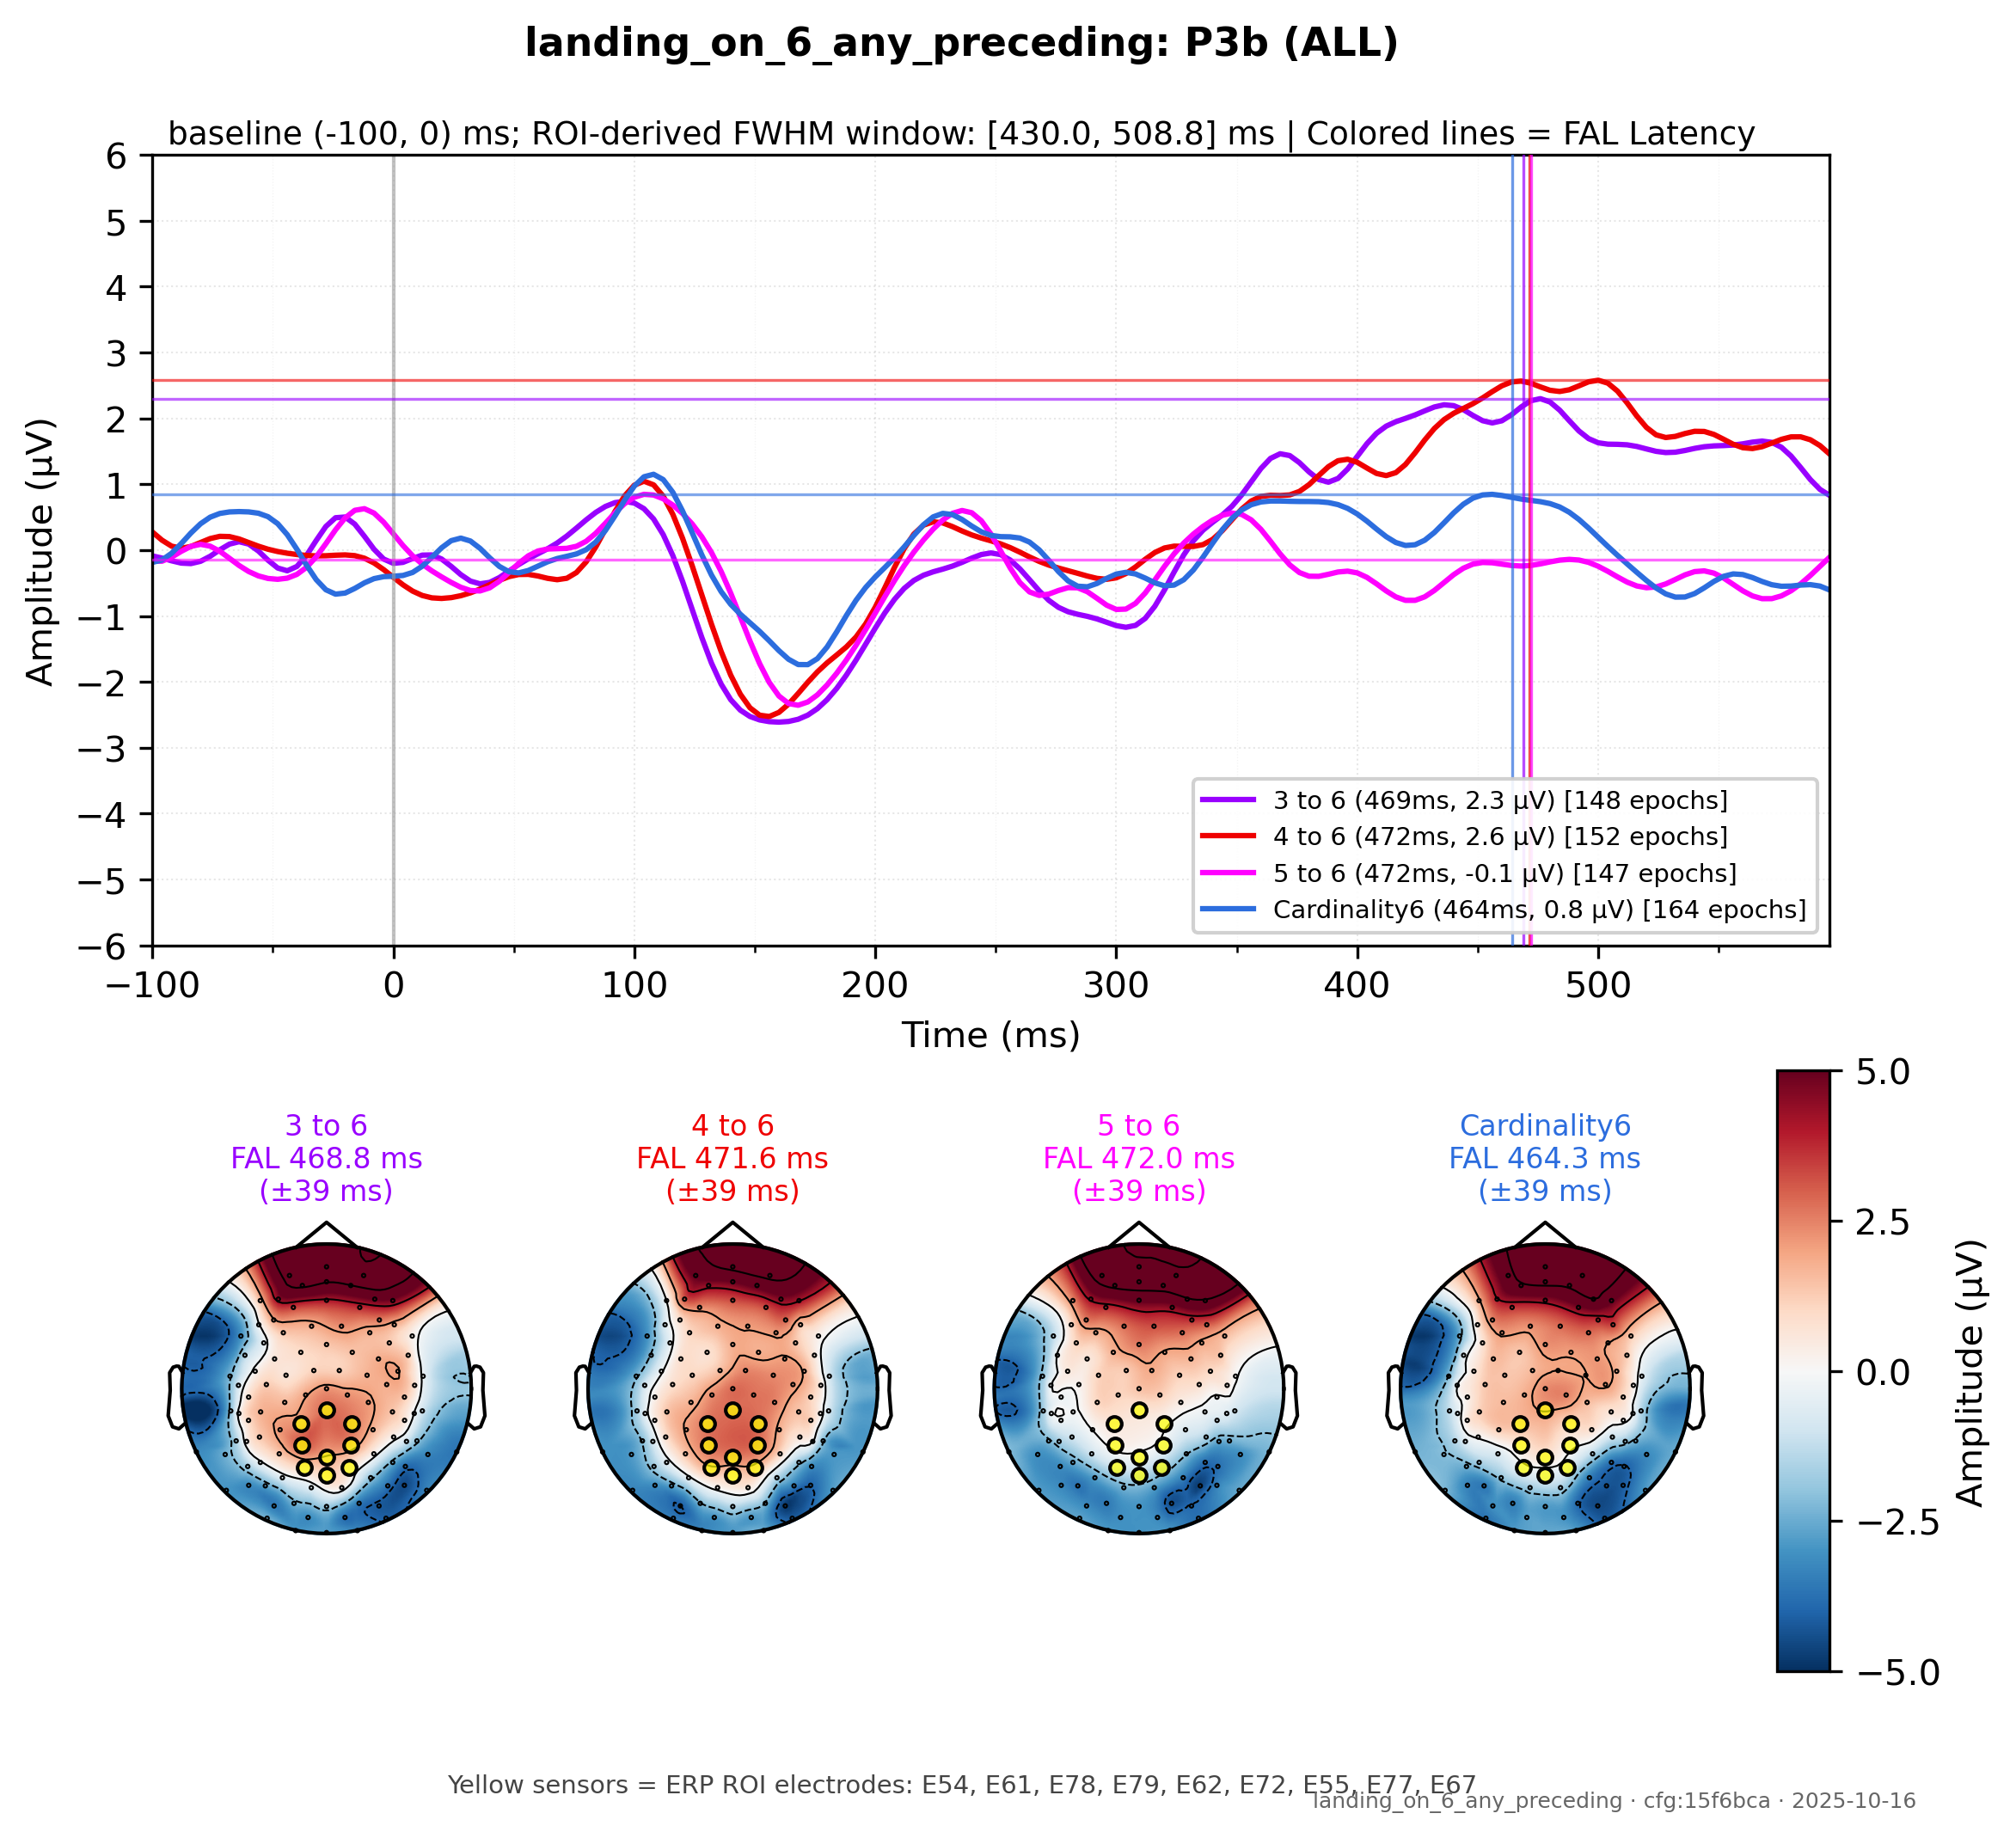 landing_on_6_any_preceding: P3b (ALL)
baseline (-100, 0) ms; ROI-derived FWHM window: [430.0, 508.8] ms | Colored lines = FAL Latency
6
5
4
3
2
1
0
−1
−2
−3
−4
−5
−6
Amplitude (µV)
3 to 6 (469ms, 2.3 µV) [148 epochs]
4 to 6 (472ms, 2.6 µV) [152 epochs]
5 to 6 (472ms, -0.1 µV) [147 epochs]
Cardinality6 (464ms, 0.8 µV) [164 epochs]
−100 0 100 200 300 400 500
Time (ms)
3 to 6
FAL 468.8 ms
(±39 ms)
4 to 6
FAL 471.6 ms
(±39 ms)
5 to 6
FAL 472.0 ms
(±39 ms)
Cardinality6
FAL 464.3 ms
(±39 ms)
5.0
2.5
0.0
−2.5
−5.0
Amplitude (µV)
Yellow sensors = ERP ROI electrodes: E54, E61, E78, E79, E62, E72, E55, E77, E67
landing_on_6_any_preceding · cfg:15f6bca · 2025-10-16